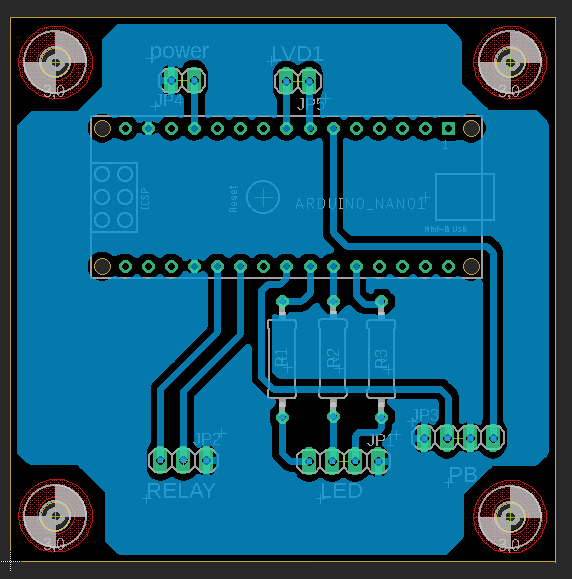 power
LVD1
3,0
3,0
JP4
JP5
1
ICSP
Reset
ARDUINO_NANO1
Mini-B USB
R1
R2
R3
JP3
JP2
JP1
PB
RELAY
LED
3,0
3,0